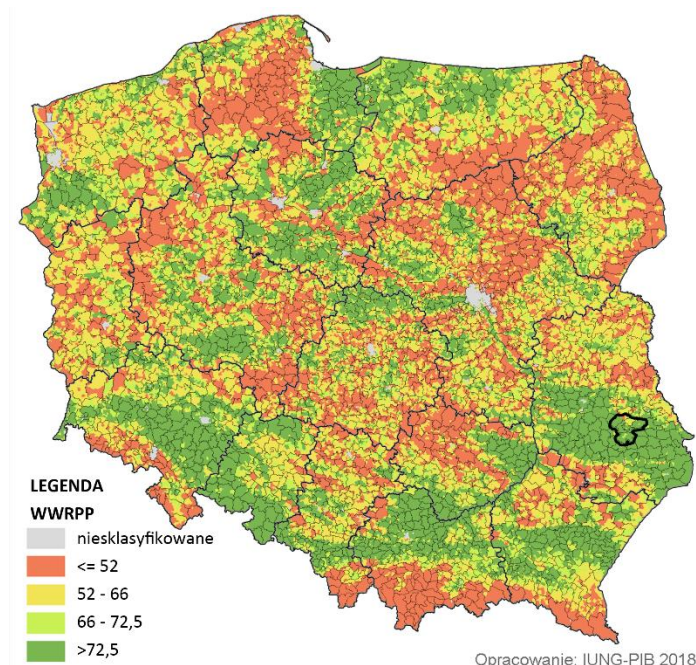 LEGENDA
WWRPP
niesklasyfikowane
<= 52
52 - 66
66 - 72,5
>72,5
Opracowanie: IUNG-PIB 2018